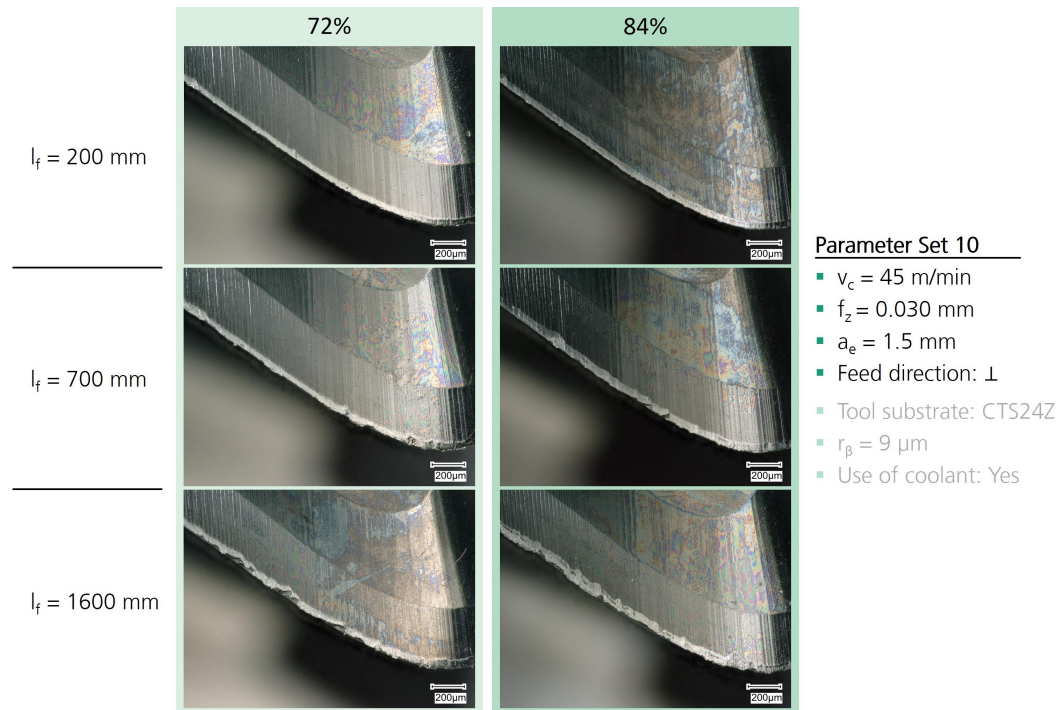 72%
84%
l_f = 200 mm
200µm
200µm
l_f = 700 mm
200µm
200µm
l_f = 1600 mm
200µm
200µm
Parameter Set 10
▪ v_c = 45 m/min
▪ f_z = 0.030 mm
▪ a_e = 1.5 mm
▪ Feed direction: ⊥
▪ Tool substrate: CTS24Z
▪ r_β = 9 µm
▪ Use of coolant: Yes